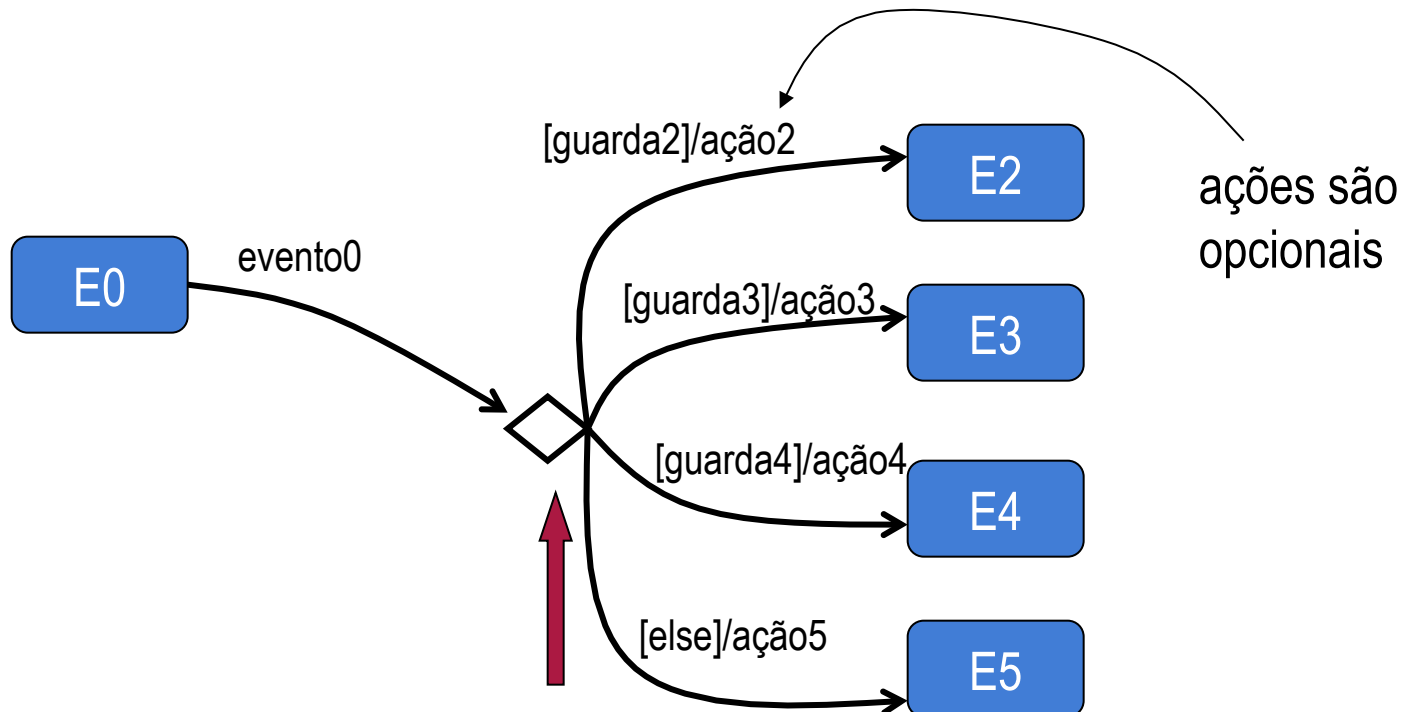 [guarda2]/ação2
E2
ações são
opcionais
evento0
E0
[guarda3]/ação3
E3
[guarda4]/ação4
E4
[else]/ação5
E5